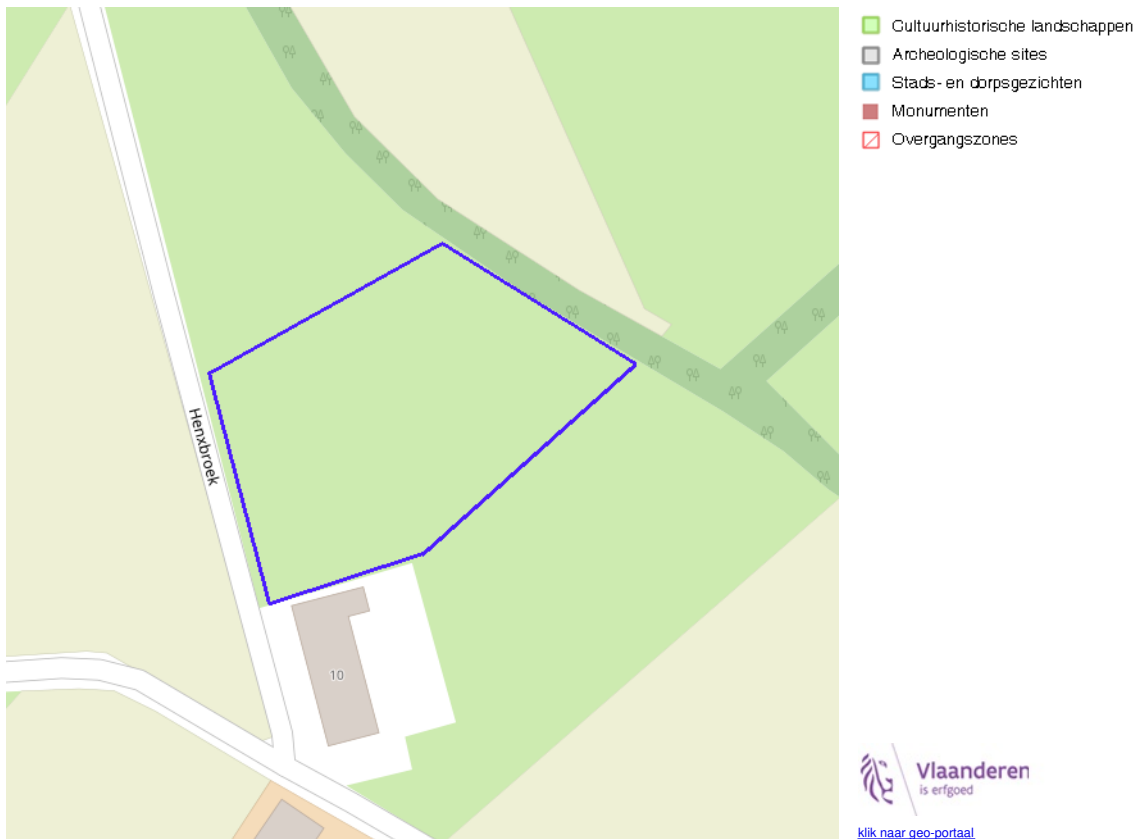 Cultuurhistorische landschappen
Archeologische sites
Stads- en dorpsgezichten
Monumenten
Overgangszones
Henxbroek
10
Vlaanderen
is erfgoed
klik naar geo-portaal